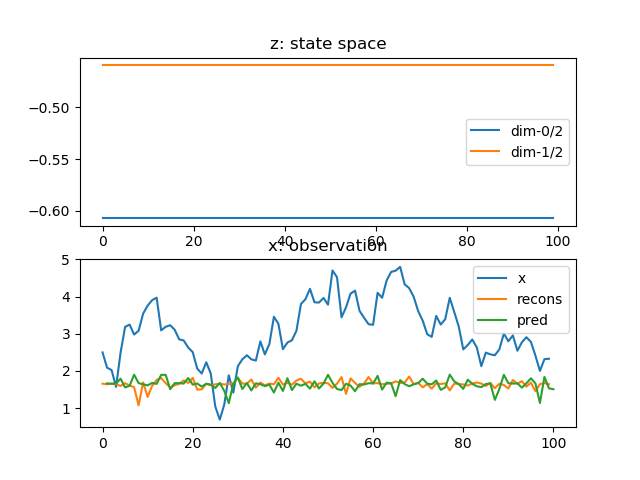 z: state space
−0.50
−0.55
−0.60
dim-0/2
dim-1/2
0 20 40 60 80 100
x: observation
5
4
3
2
1
x
recons
pred
0 20 40 60 80 100